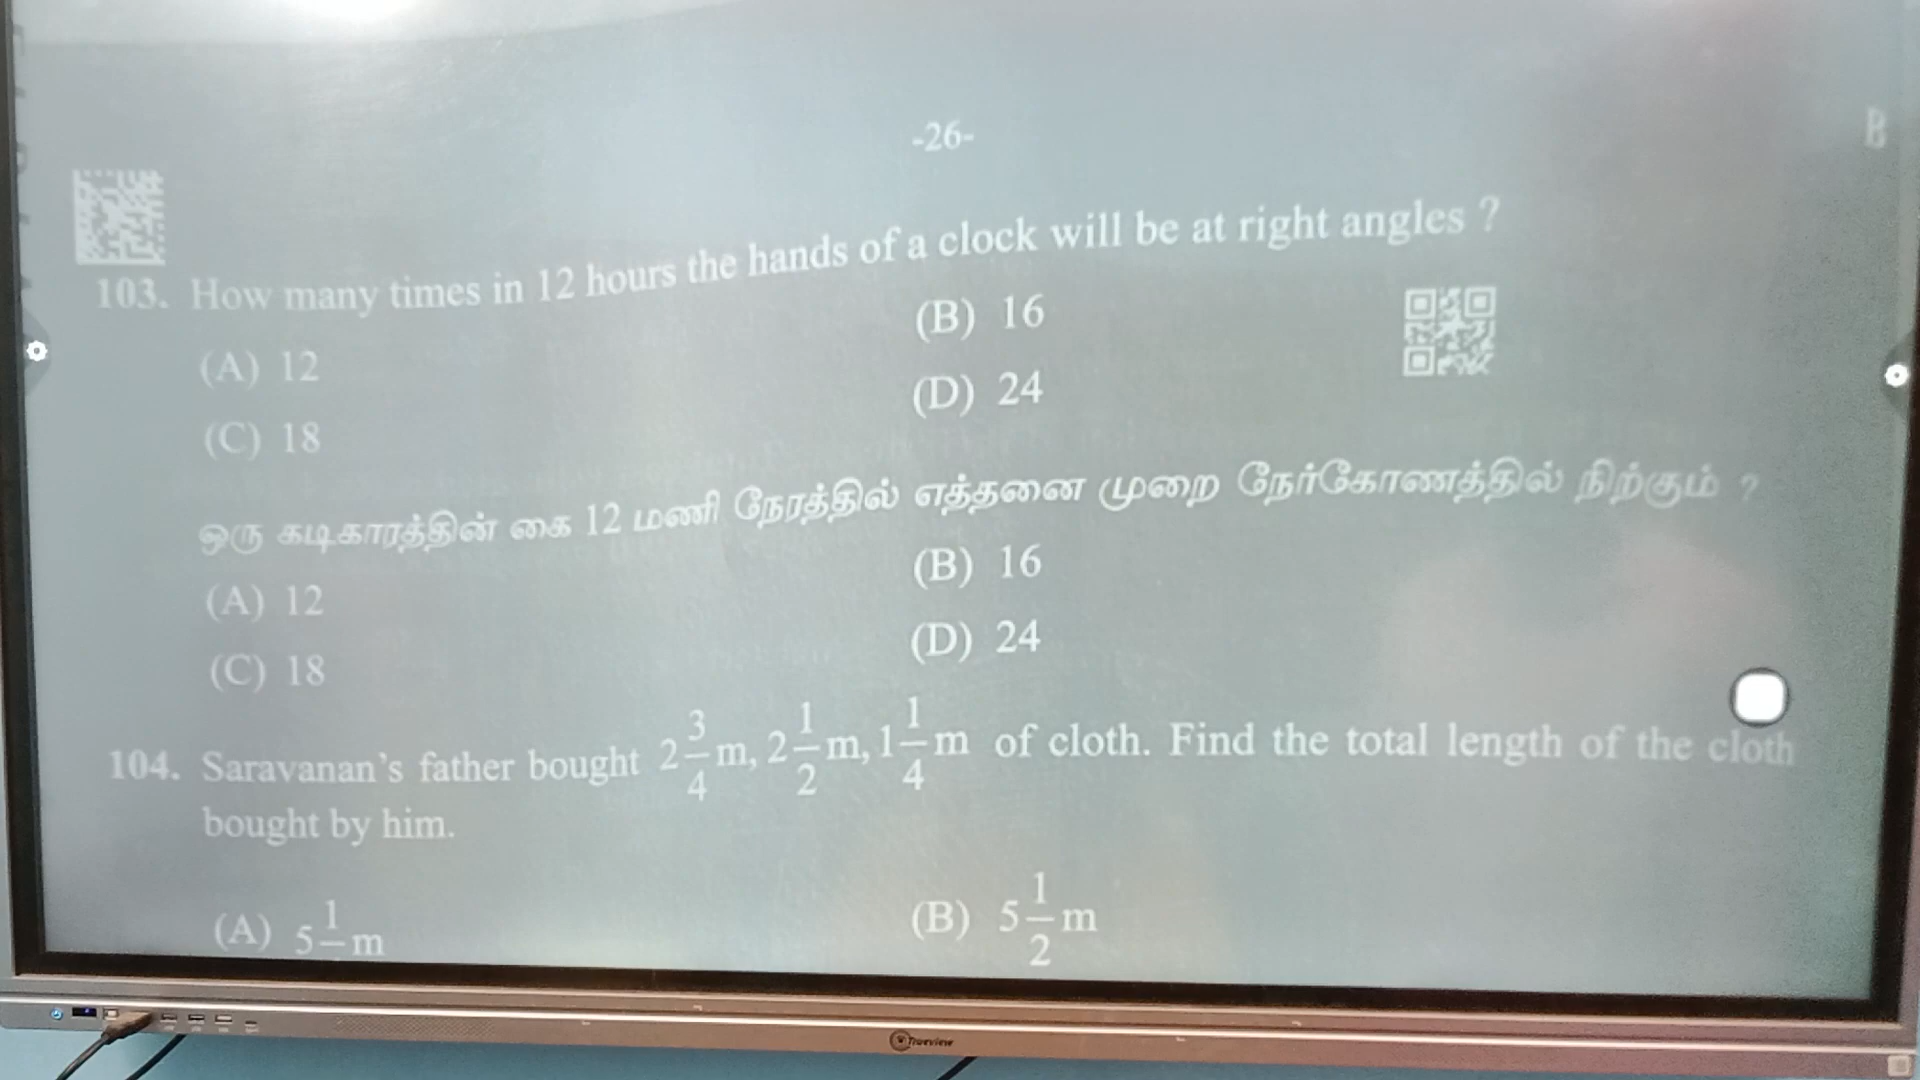 -26-
B
103. How many times in 12 hours the hands of a clock will be at right angles ?
(A) 12
(B) 16
(C) 18
(D) 24
ஒரு கடிகாரத்தின் கை 12 மணி நேரத்தில் எத்தனை முறை நேர்கோணத்தில் நிற்கும் ?
(A) 12
(B) 16
(C) 18
(D) 24
104. Saravanan's father bought 2 3/4 m, 2 1/2 m, 1 1/4 m of cloth. Find the total length of the cloth
bought by him.
(A) 5 1 m
(B) 5 1/2 m
Trueview